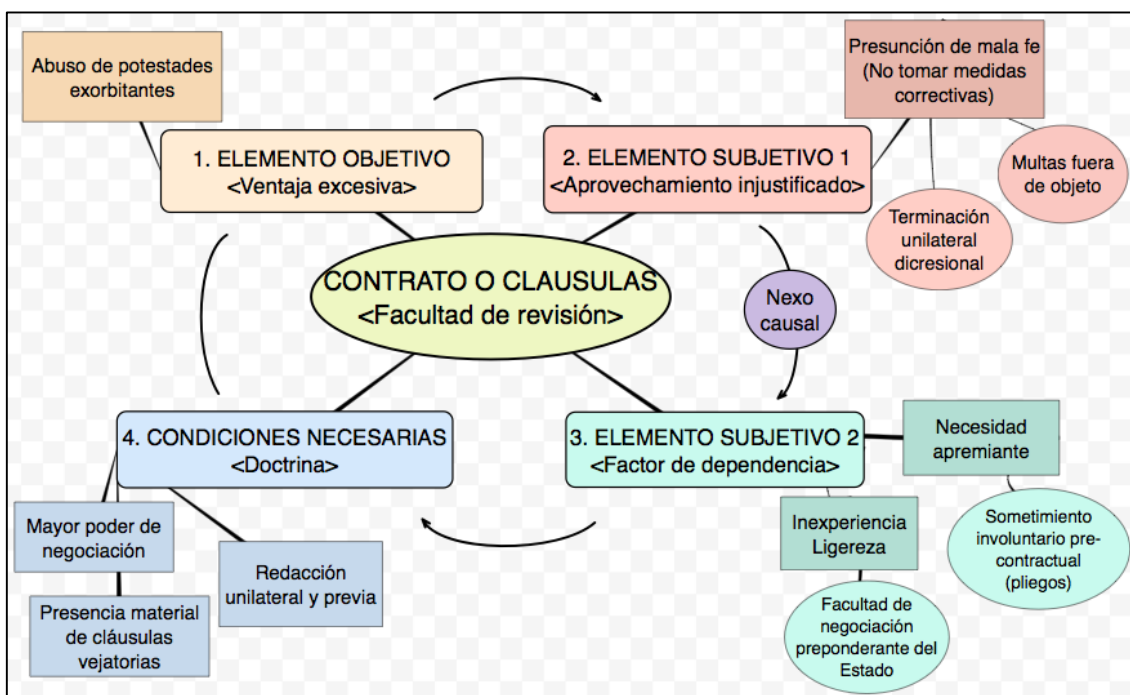 Abuso de potestades
exorbitantes
Presunción de mala fe
(No tomar medidas
correctivas)
1. ELEMENTO OBJETIVO
<Ventaja excesiva>
2. ELEMENTO SUBJETIVO 1
<Aprovechamiento injustificado>
Multas fuera
de objeto
Terminación
unilateral
dicresional
CONTRATO O CLAUSULAS
<Facultad de revisión>
Nexo
causal
4. CONDICIONES NECESARIAS
<Doctrina>
3. ELEMENTO SUBJETIVO 2
<Factor de dependencia>
Necesidad
apremiante
Mayor poder de
negociación
Redacción
unilateral y previa
Presencia material
de cláusulas
vejatorias
Inexperiencia
Ligereza
Sometimiento
involuntario pre-
contractual
(pliegos)
Facultad de
negociación
preponderante del
Estado